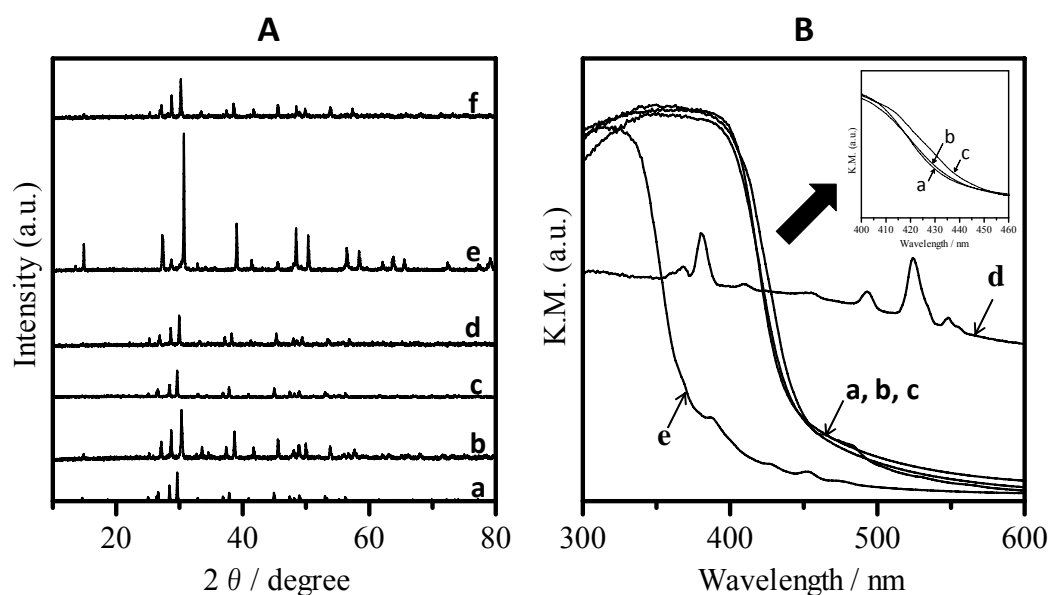 A
f
e
d
c
b
a
Intensity (a.u.)
20 40 60 80
2 θ / degree
B
K.M. (a.u.)
b
c
a
400 410 420 430 440 450 460
Wavelength / nm
K.M. (a.u.)
d
a, b, c
e
300 400 500 600
Wavelength / nm